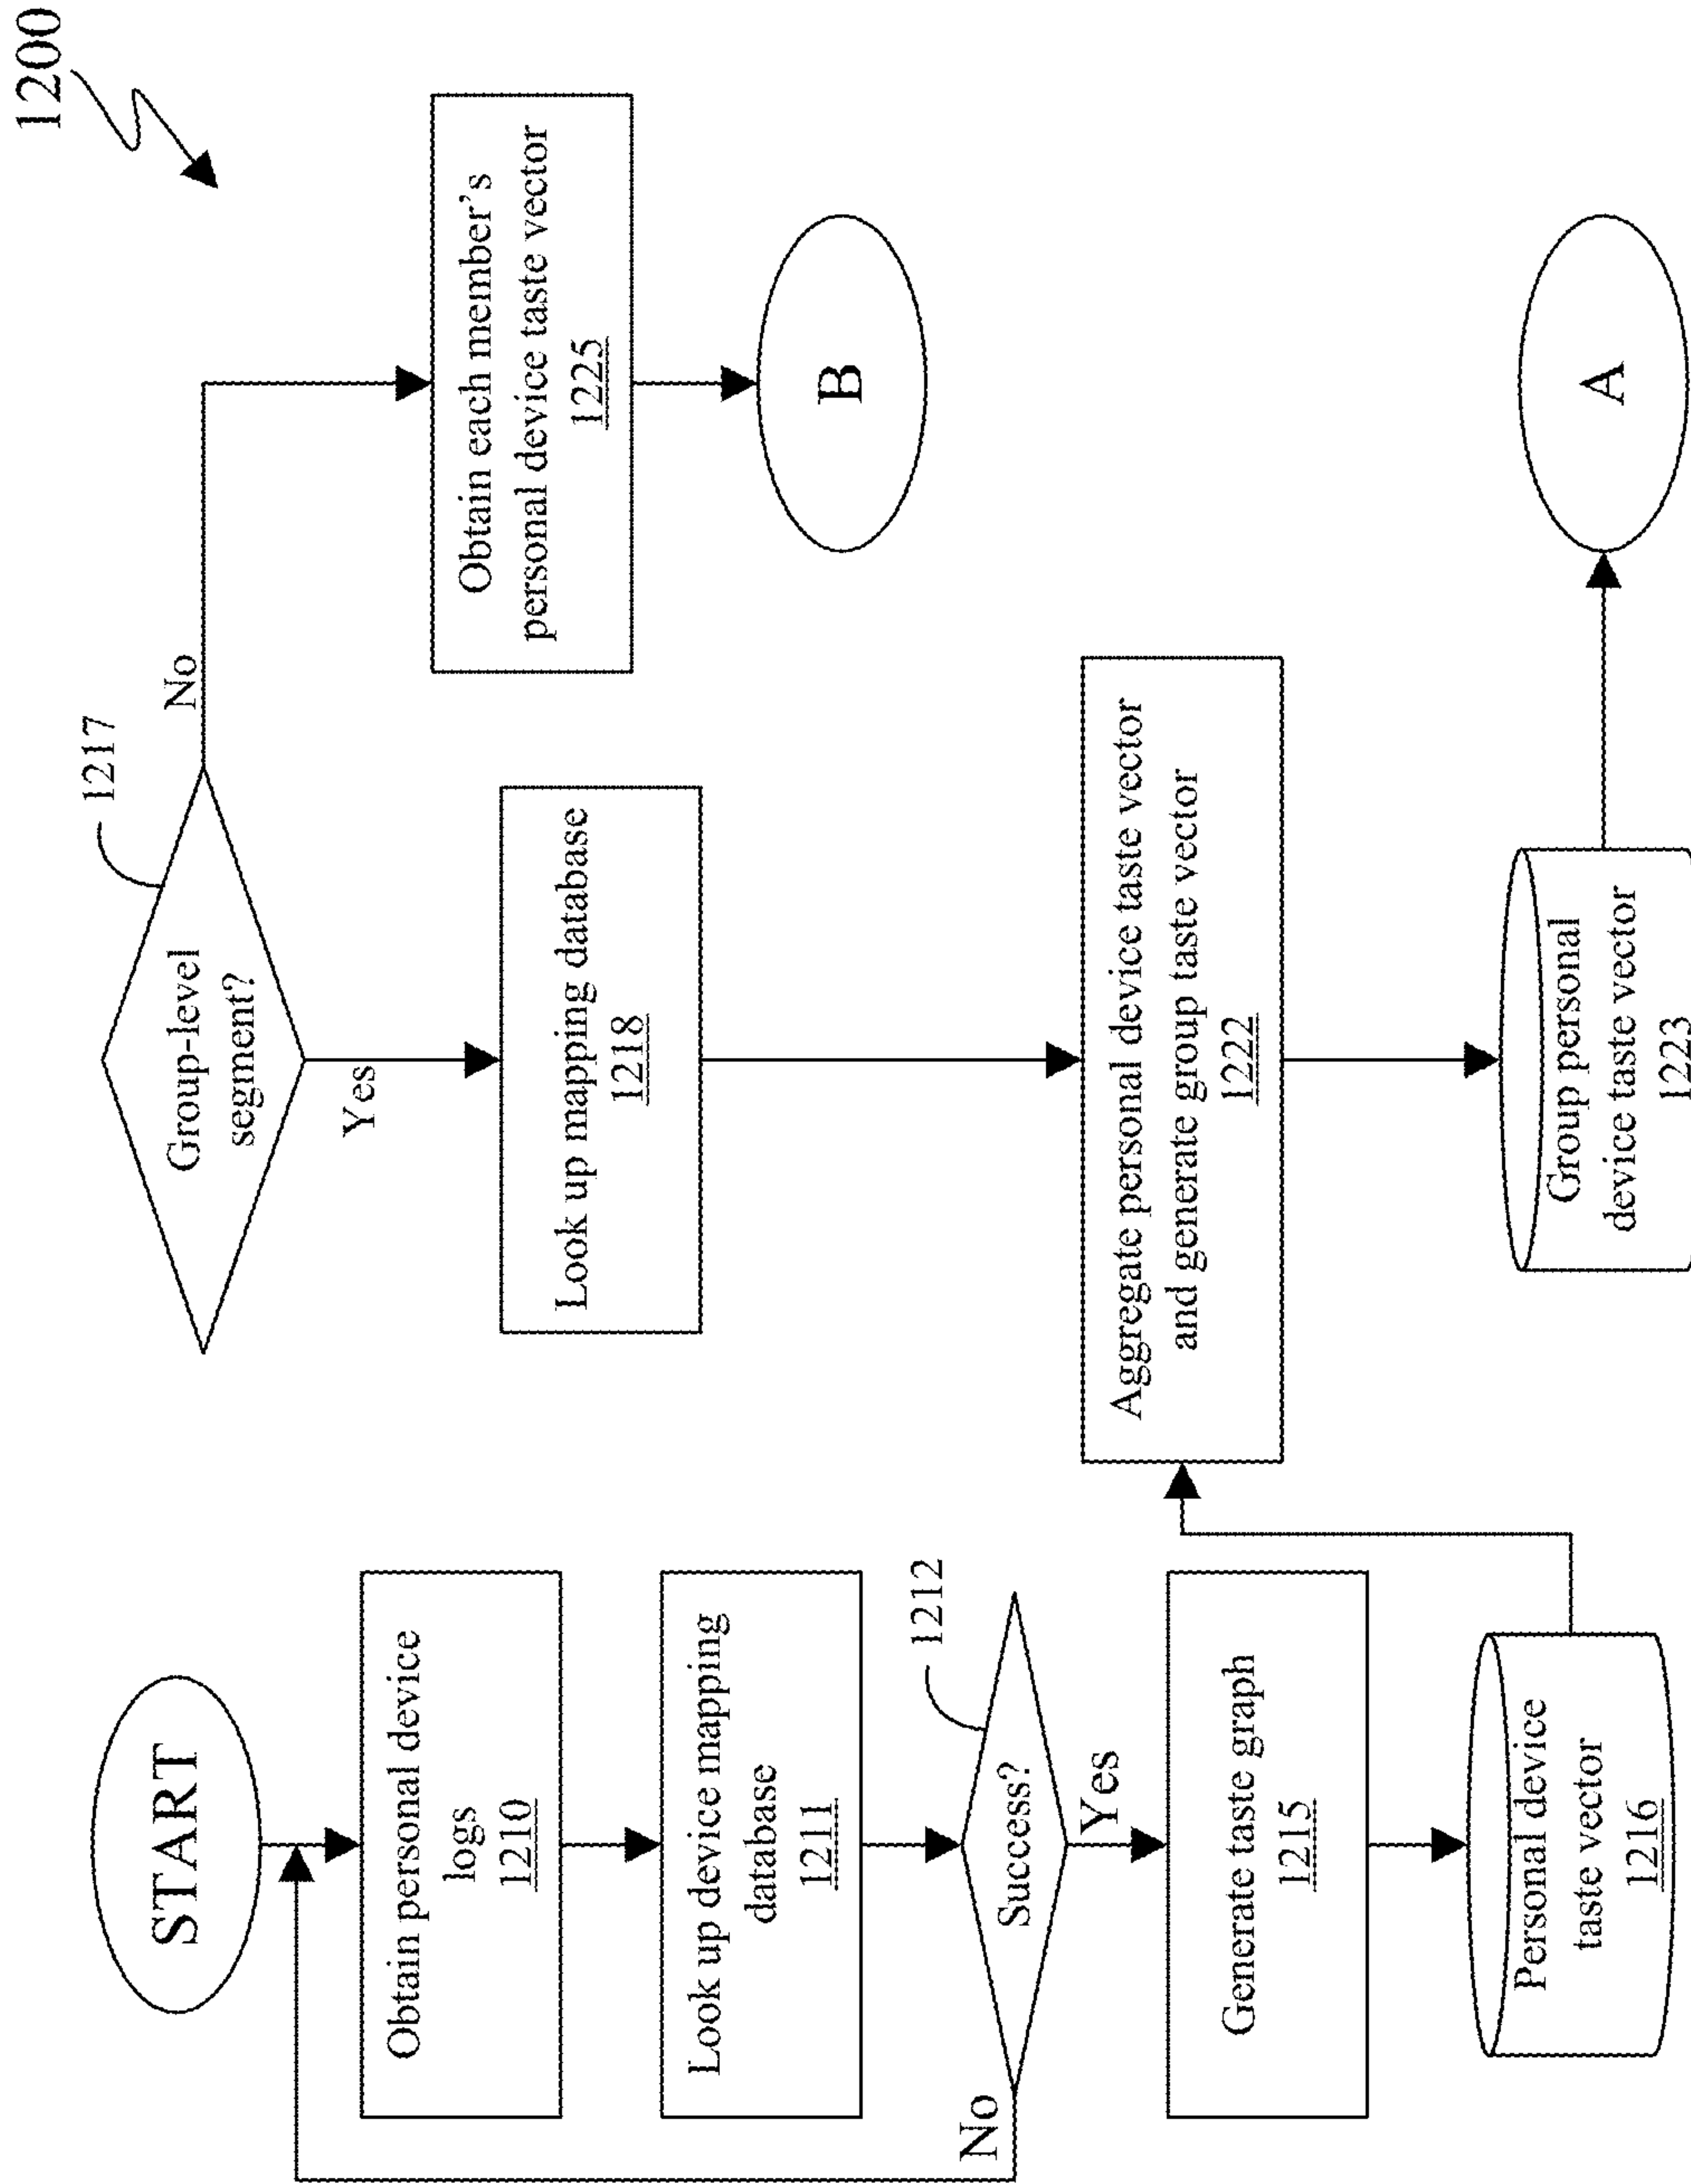 1200
START
Obtain personal device
logs
1210
Look up device mapping
database
1211
1212
Success?
No
Yes
Generate taste graph
1215
Personal device
taste vector
1216
1217
Group-level
segment?
No
Yes
Look up mapping database
1218
Aggregate personal device taste vector
and generate group taste vector
1222
Group personal
device taste vector
1223
Obtain each member's
personal device taste vector
1225
B
A